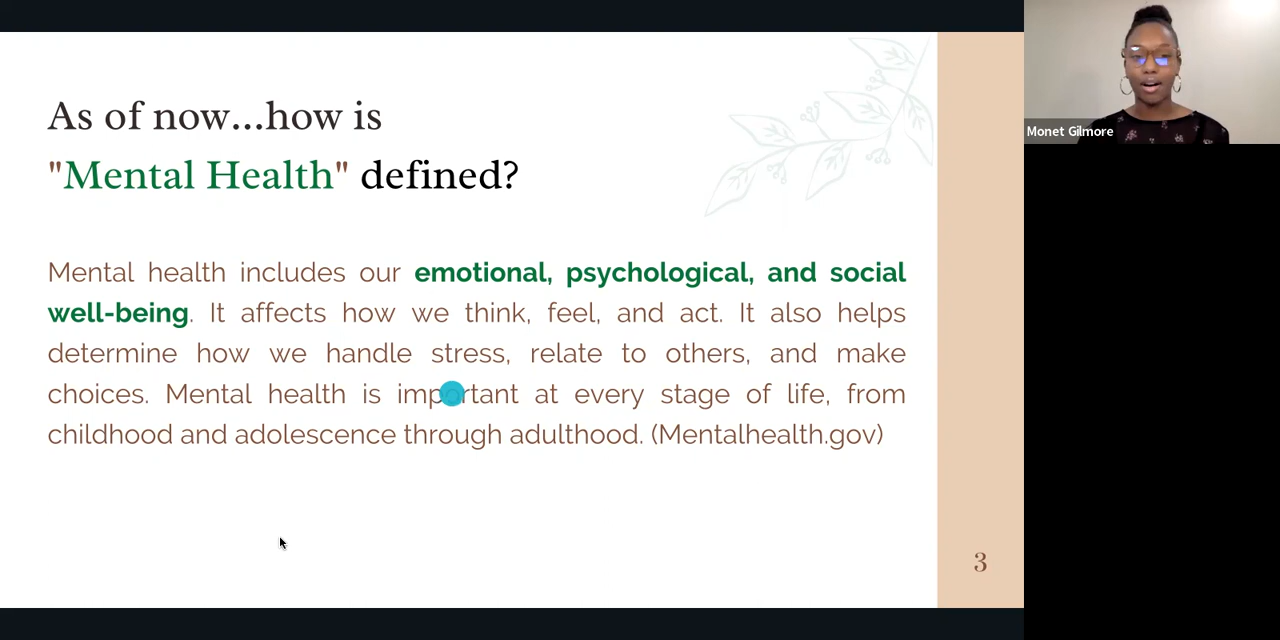 As of now...how is
"Mental Health" defined?
Mental health includes our emotional, psychological, and social
well-being. It affects how we think, feel, and act. It also helps
determine how we handle stress, relate to others, and make
choices. Mental health is important at every stage of life, from
childhood and adolescence through adulthood. (Mentalhealth.gov)
3
Monet Gilmore